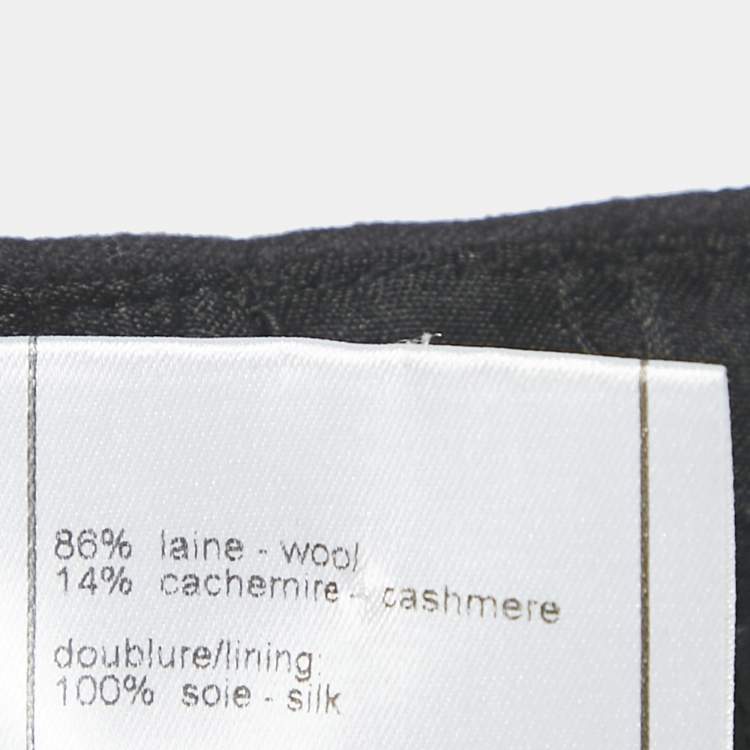 86% laine - wool
14% cachemire - cashmere
doublure/lining:
100% soie - silk